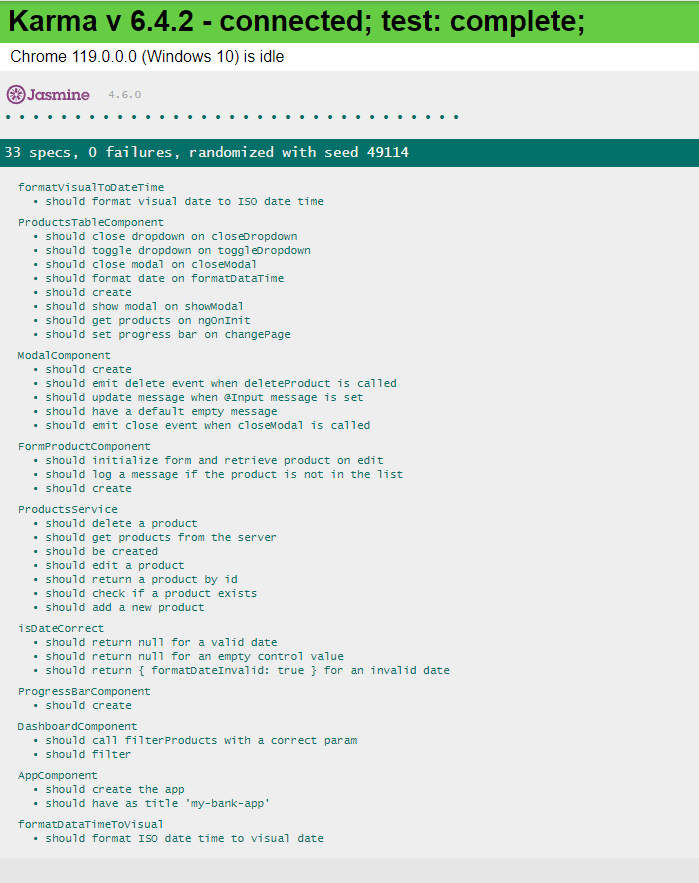 Karma v 6.4.2 - connected; test: complete;
Chrome 119.0.0.0 (Windows 10) is idle
Jasmine 4.6.0
• • • • • • • • • • • • • • • • • • • • • • • • • • • • • • • • •
33 specs, 0 failures, randomized with seed 49114
formatVisualToDateTime
• should format visual date to ISO date time
ProductsTableComponent
• should close dropdown on closeDropdown
• should toggle dropdown on toggleDropdown
• should close modal on closeModal
• should format date on formatDataTime
• should create
• should show modal on showModal
• should get products on ngOnInit
• should set progress bar on changePage
ModalComponent
• should create
• should emit delete event when deleteProduct is called
• should update message when @Input message is set
• should have a default empty message
• should emit close event when closeModal is called
FormProductComponent
• should initialize form and retrieve product on edit
• should log a message if the product is not in the list
• should create
ProductsService
• should delete a product
• should get products from the server
• should be created
• should edit a product
• should return a product by id
• should check if a product exists
• should add a new product
isDateCorrect
• should return null for a valid date
• should return null for an empty control value
• should return { formatDateInvalid: true } for an invalid date
ProgressBarComponent
• should create
DashboardComponent
• should call filterProducts with a correct param
• should filter
AppComponent
• should create the app
• should have as title 'my-bank-app'
formatDataTimeToVisual
• should format ISO date time to visual date